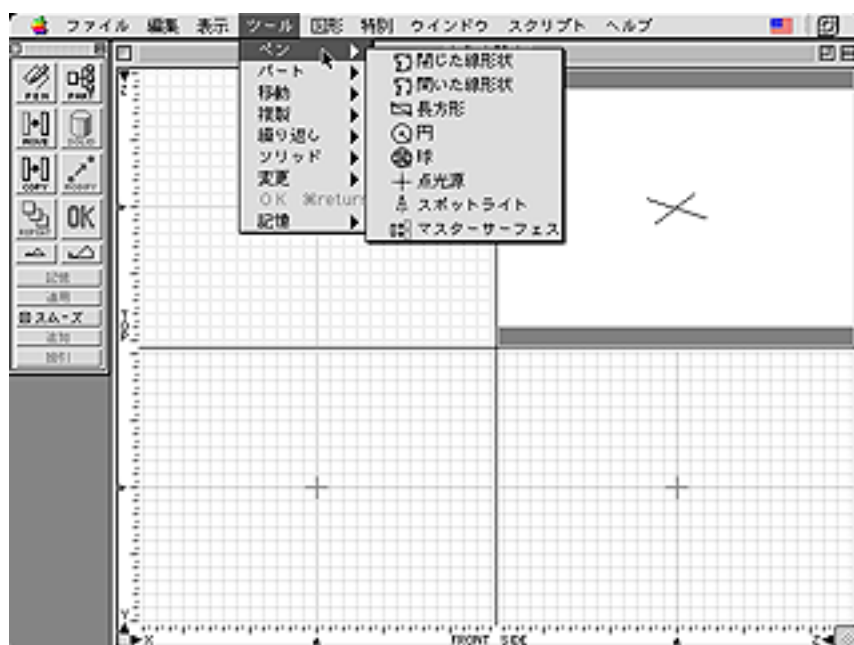 ファイル 編集 表示 ツール 図形 特別 ウインドウ スクリプト ヘルプ
ペン
パート
移動
複製
繰り返し
ソリッド
変更
OK ⌘return
記憶
閉じた線形状
開いた線形状
長方形
円
球
点光源
スポットライト
マスターサーフェス
PEN PART
MOVE SOLID
COPY MODIFY
REPEAT OK
記憶
適用
スムーズ
追加
Z
TOP
Y
X FRONT SIDE Z